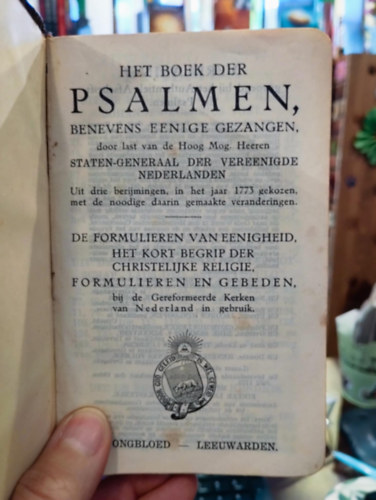 HET BOEK DER
PSALMEN,
BENEVENS EENIGE GEZANGEN,
door last van de Hoog Mog. Heeren
STATEN-GENERAAL DER VEREENIGDE
NEDERLANDEN
Uit drie berijmingen, in het jaar 1773 gekozen,
met de noodige daarin gemaakte veranderingen.
DE FORMULIEREN VAN EENIGHEID,
HET KORT BEGRIP DER
CHRISTELIJKE RELIGIE,
FORMULIEREN EN GEBEDEN,
bij de Gereformeerde Kerken
van Nederland in gebruik.
ONGBLOED — LEEUWARDEN.